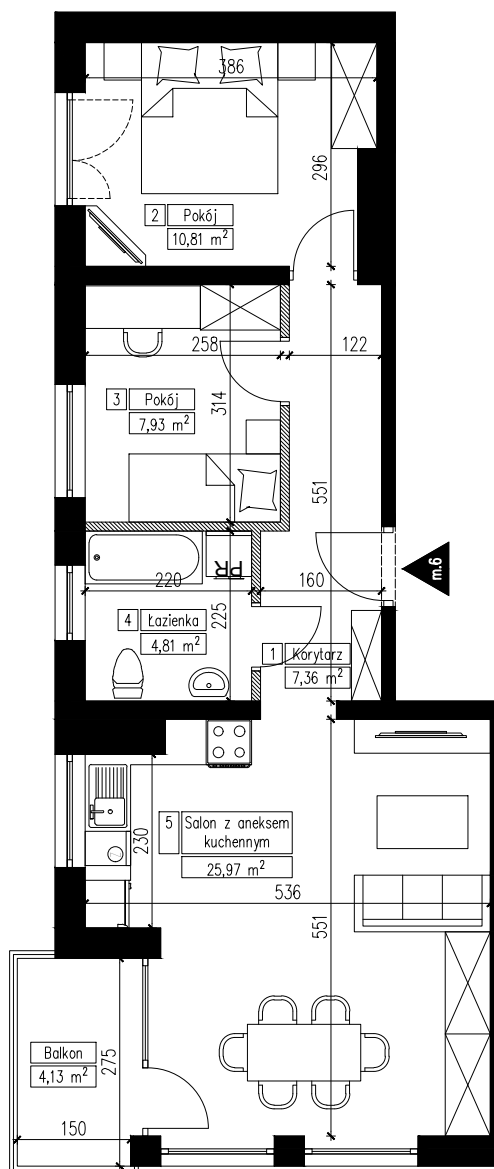 386
296
2 Pokój
10,81 m²
258
122
3 Pokój
7,93 m²
314
551
m.6
PR
220
160
4 Łazienka
4,81 m²
225
1 Korytarz
7,36 m²
5 Salon z aneksem
kuchennym
25,97 m²
230
536
551
Balkon
4,13 m²
275
150